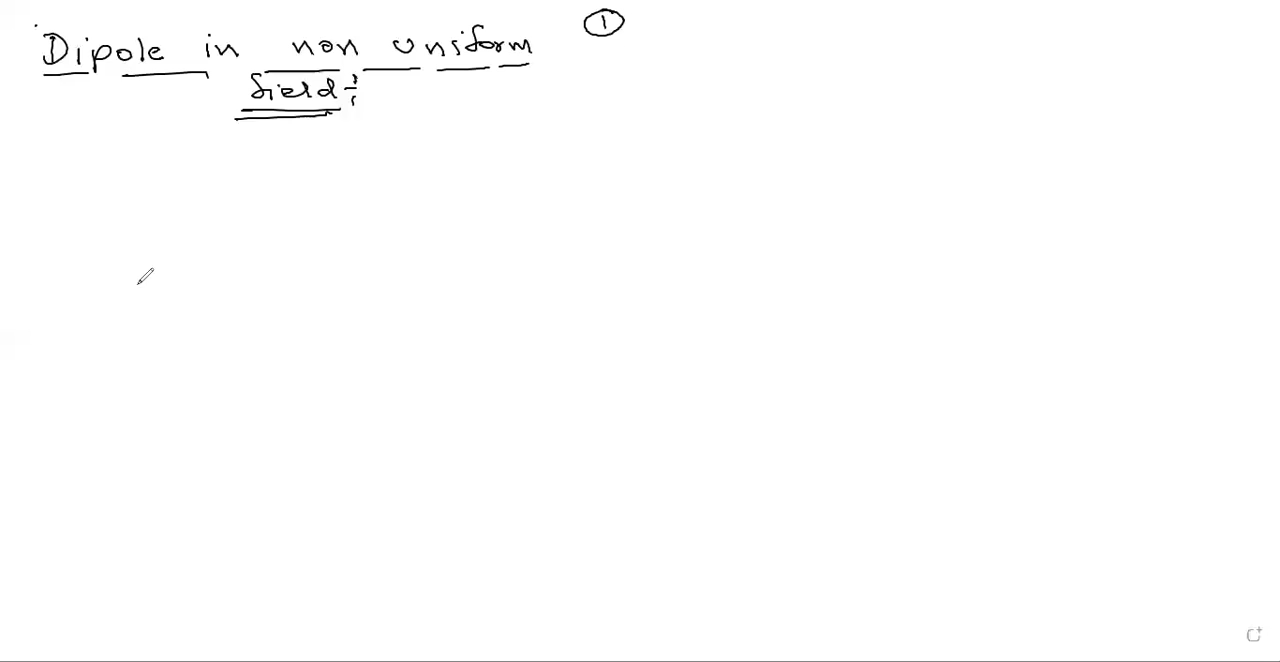 Dipole in non uniform ①
field :-